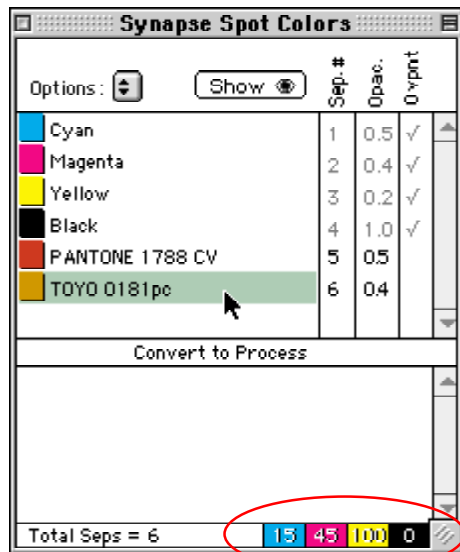 Synapse Spot Colors
Options: Show Sep.# Opac. Ovpnt
Cyan 1 0.5 √
Magenta 2 0.4 √
Yellow 3 0.2 √
Black 4 1.0 √
PANTONE 1788 CV 5 0.5
TOYO 0181pc 6 0.4
Convert to Process
Total Seps = 6 15 45 100 0